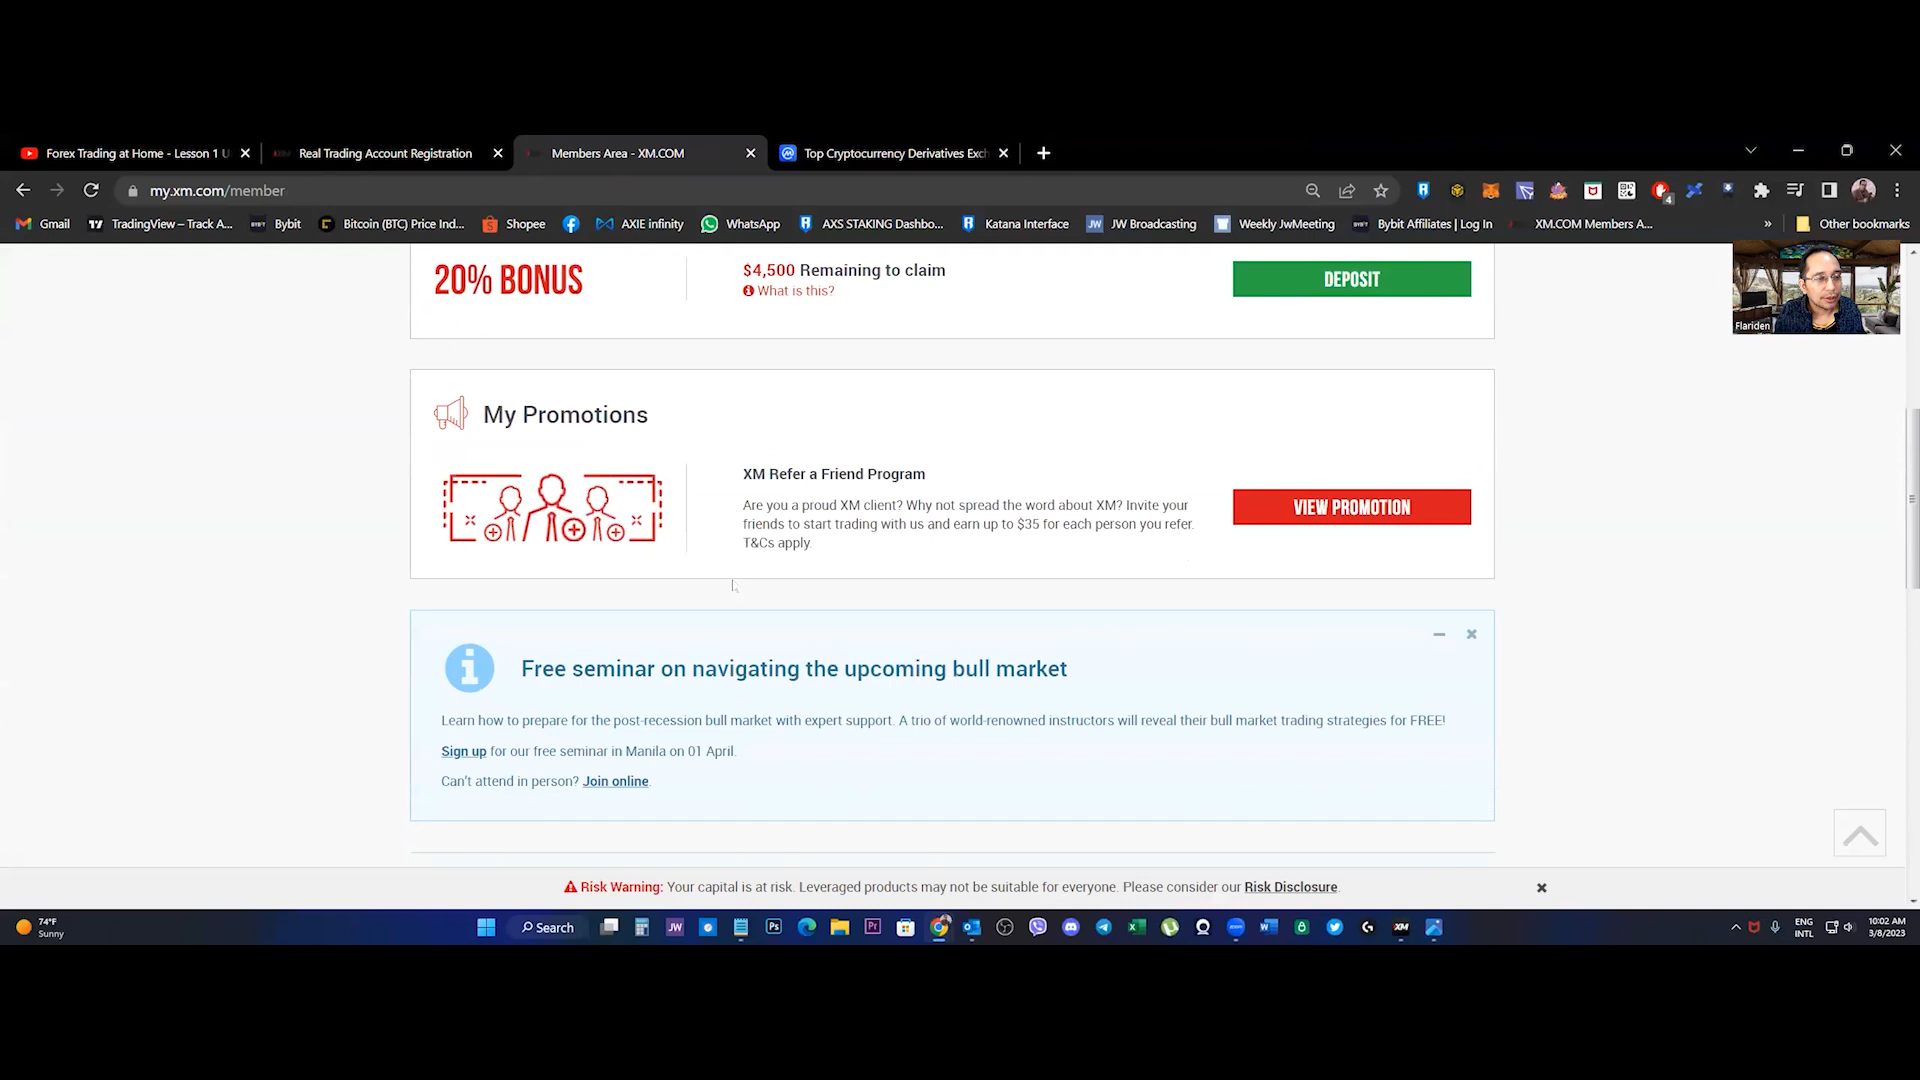 Forex Trading at Home - Lesson 1 U
Real Trading Account Registration
Members Area - XM.COM
Top Cryptocurrency Derivatives Exch
my.xm.com/member
4
Gmail
TradingView – Track A...
Bybit
Bitcoin (BTC) Price Ind...
Shopee
AXIE infinity
WhatsApp
AXS STAKING Dashbo...
Katana Interface
JW Broadcasting
Weekly JwMeeting
Bybit Affiliates | Log In
XM.COM Members A...
»
Other bookmarks
20% BONUS
$4,500 Remaining to claim
What is this?
DEPOSIT
Flariden
My Promotions
XM Refer a Friend Program
Are you a proud XM client? Why not spread the word about XM? Invite your
friends to start trading with us and earn up to $35 for each person you refer.
T&Cs apply.
VIEW PROMOTION
Free seminar on navigating the upcoming bull market
Learn how to prepare for the post-recession bull market with expert support. A trio of world-renowned instructors will reveal their bull market trading strategies for FREE!
Sign up for our free seminar in Manila on 01 April.
Can't attend in person? Join online.
Risk Warning: Your capital is at risk. Leveraged products may not be suitable for everyone. Please consider our Risk Disclosure.
74°F
Sunny
Search
JW
Ps
Pr
XM
ENG
INTL
10:02 AM
3/8/2023